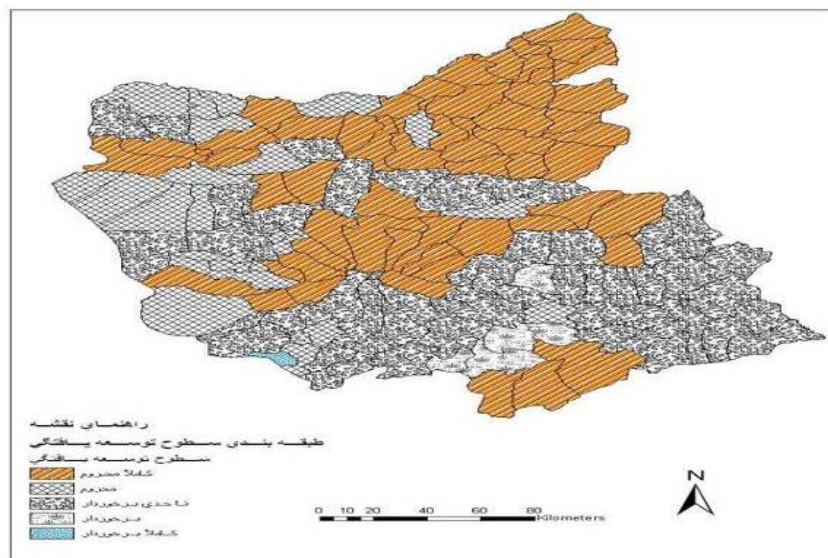 N
راهنمای نقشه
طبقه بندی سطوح توسعه یافتگی
سطوح توسعه یافتگی
کاملاً محروم
محروم
تا حدی برخوردار
برخوردار
کاملاً برخوردار
0 10 20 40 60 80
Kilometers